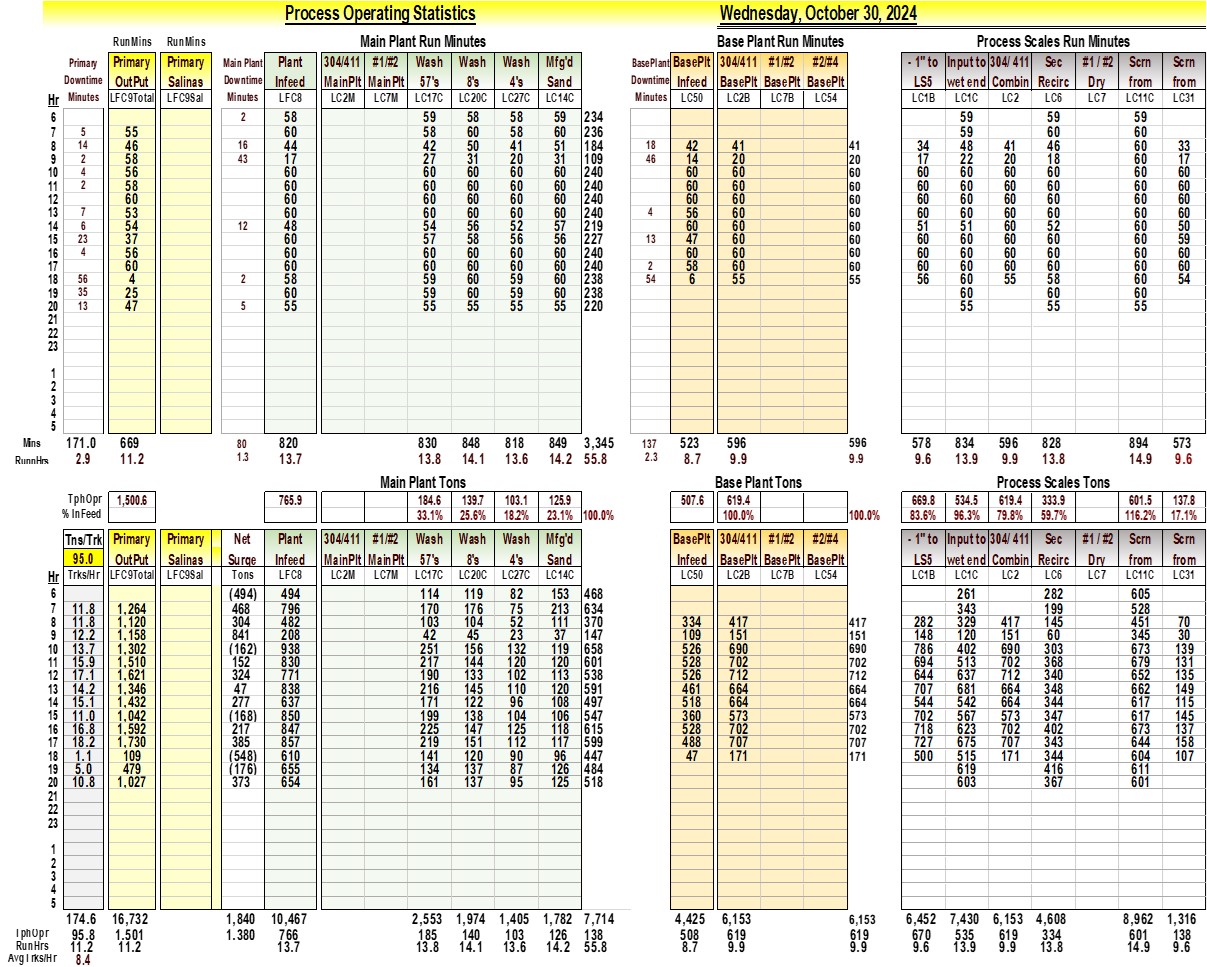 Process Operating Statistics Wednesday, October 30, 2024
RunMins RunMins Main Plant Run Minutes Base Plant Run Minutes Process Scales Run Minutes
Primary Primary Primary Main Plant Plant 304/411 #1/#2 Wash Wash Wash Mfg'd BasePlant BasePlt 304/411 #1/#2 #2/#4 - 1" to Input to 304/ 411 Sec #1 / #2 Scrn Scrn
Downtime OutPut Salinas Downtime Infeed MainPlt MainPlt 57's 8's 4's Sand Downtime Infeed BasePlt BasePlt BasePlt LS5 wet end Combin Recirc Dry from from
Hr Minutes LFC9Total LFC9Sal Minutes LFC8 LC2M LC7M LC17C LC20C LC27C LC14C Minutes LC50 LC2B LC7B LC54 LC1B LC1C LC2 LC6 LC7 LC11C LC31
6 2 58 59 58 58 59 234 59 59 59
7 5 55 60 58 60 58 60 236 59 60 60
8 14 46 16 44 42 50 41 51 184 18 42 41 41 34 48 41 46 60 33
9 2 58 43 17 27 31 20 31 109 46 14 20 20 17 22 20 18 60 17
10 4 56 60 60 60 60 60 240 60 60 60 60 60 60 60 60 60
11 2 58 60 60 60 60 60 240 60 60 60 60 60 60 60 60 60
12 60 60 60 60 60 60 240 60 60 60 60 60 60 60 60 60
13 7 53 60 60 60 60 60 240 4 56 60 60 60 60 60 60 60 60
14 6 54 12 48 54 56 52 57 219 60 60 60 51 51 60 52 60 50
15 23 37 60 57 58 56 56 227 13 47 60 60 60 60 60 60 60 59
16 4 56 60 60 60 60 60 240 60 60 60 60 60 60 60 60 60
17 60 60 60 60 60 60 240 2 58 60 60 60 60 60 60 60 60
18 56 4 2 58 59 60 60 60 238 54 6 55 55 56 56 55 58 60 54
19 35 25 60 59 60 59 60 238 60 60 60
20 13 47 5 55 55 55 55 55 220 55 55 55
21
22
23
1
2
3
4
5
Mins 171.0 669 80 820 830 848 818 849 3,345 137 523 596 596 578 834 596 828 894 573
RunnHrs 2.9 11.2 1.3 13.7 13.8 14.1 13.6 14.2 55.8 2.3 8.7 9.9 9.9 9.6 13.9 9.9 13.8 14.9 9.6
Main Plant Tons Base Plant Tons Process Scales Tons
TphOpr 1,500.6 765.9 184.6 139.7 103.1 125.9 507.6 619.4 669.8 534.5 619.4 333.9 601.5 137.8
% InFeed 33.1% 25.6% 18.2% 23.1% 100.0% 100.0% 100.0% 83.6% 96.3% 79.8% 59.7% 116.2% 17.1%
Tns/Trk Primary Primary Net Plant 304/411 #1/#2 Wash Wash Wash Mfg'd BasePlt 304/411 #1/#2 #2/#4 - 1" to Input to 304/ 411 Sec #1 / #2 Scrn Scrn
95.0 OutPut Salinas Surge Infeed MainPlt MainPlt 57's 8's 4's Sand Infeed BasePlt BasePlt BasePlt LS5 wet end Combin Recirc Dry from from
Hr Trks/Hr LFC9Total LFC9Sal Tons LFC8 LC2M LC7M LC17C LC20C LC27C LC14C LC50 LC2B LC7B LC54 LC1B LC1C LC2 LC6 LC7 LC11C LC31
6 (494) 494 114 119 75 153 468 261 282 605
7 11.8 1,264 468 796 170 176 75 213 634 343 199 528
8 11.8 1,120 304 482 103 104 52 111 370 334 417 417 282 329 417 145 451 70
9 12.2 1,158 841 208 42 45 23 37 147 109 151 151 148 120 151 60 345 30
10 13.7 1,302 (162) 938 251 156 132 119 658 526 690 690 786 402 690 303 673 139
11 15.9 1,510 152 830 217 144 120 120 601 528 702 702 694 513 702 368 679 131
12 17.1 1,621 324 771 190 133 102 113 538 526 712 712 644 637 712 340 652 135
13 14.2 1,346 47 838 216 145 110 120 591 461 664 664 707 681 664 348 662 149
14 15.1 1,432 277 637 171 122 96 108 497 518 664 664 544 542 664 344 617 115
15 11.0 1,042 (168) 850 199 138 104 106 547 360 573 573 702 567 573 347 617 145
16 16.8 1,592 217 847 225 147 125 118 615 528 702 702 718 623 702 402 673 137
17 18.2 1,730 385 857 219 151 112 117 599 488 707 707 727 675 707 343 644 158
18 1.1 109 (548) 610 141 120 90 96 447 47 171 171 500 515 171 344 604 107
19 5.0 479 (176) 655 134 137 87 126 484 619 416 611
20 10.8 1,027 373 654 161 137 95 125 518 603 367 601
21
22
23
1
2
3
4
5
174.6 16,732 1,840 10,467 2,553 1,974 1,405 1,782 7,714 4,425 6,153 6,153 6,452 7,430 6,153 4,608 8,962 1,316
TphOpr 95.8 1,501 1,380 766 185 140 103 126 138 508 619 619 670 535 619 334 601 138
RunHrs 11.2 11.2 13.7 13.8 14.1 13.6 14.2 55.8 8.7 9.9 9.9 9.6 13.9 9.9 13.8 14.9 9.6
AvgTrks/Hr 8.4